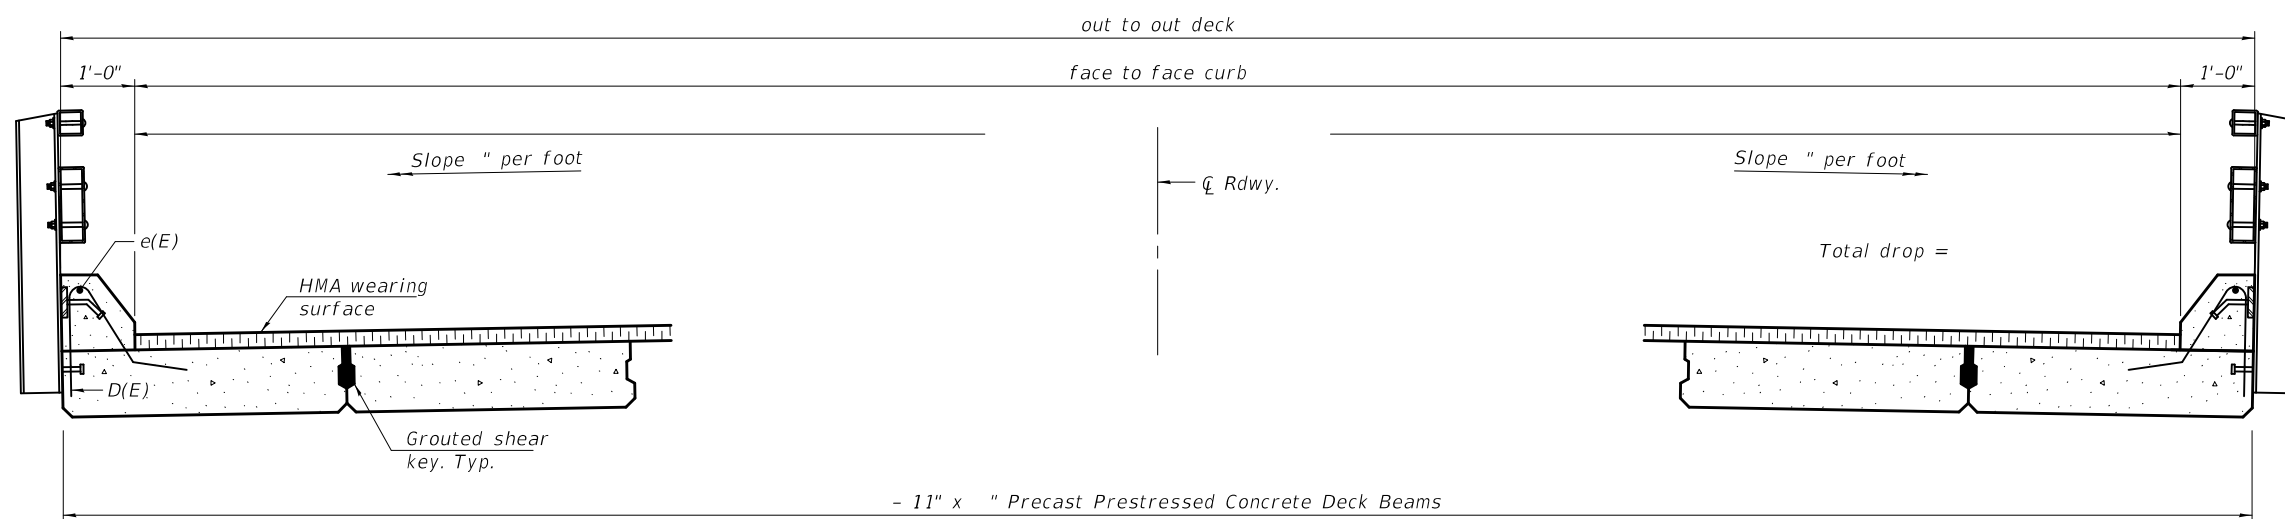 out to out deck
1'-0" face to face curb 1'-0"
Slope " per foot Slope " per foot
℄ Rdwy.
e(E)
Total drop =
HMA wearing
surface
D(E)
Grouted shear
key. Typ.
- 11" x " Precast Prestressed Concrete Deck Beams